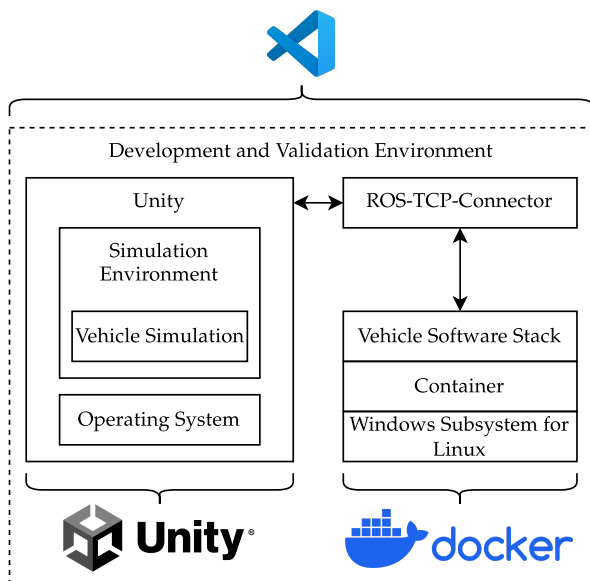 Development and Validation Environment
Unity
ROS-TCP-Connector
Simulation
Environment
Vehicle Simulation
Vehicle Software Stack
Container
Operating System
Windows Subsystem for
Linux
Unity®
docker